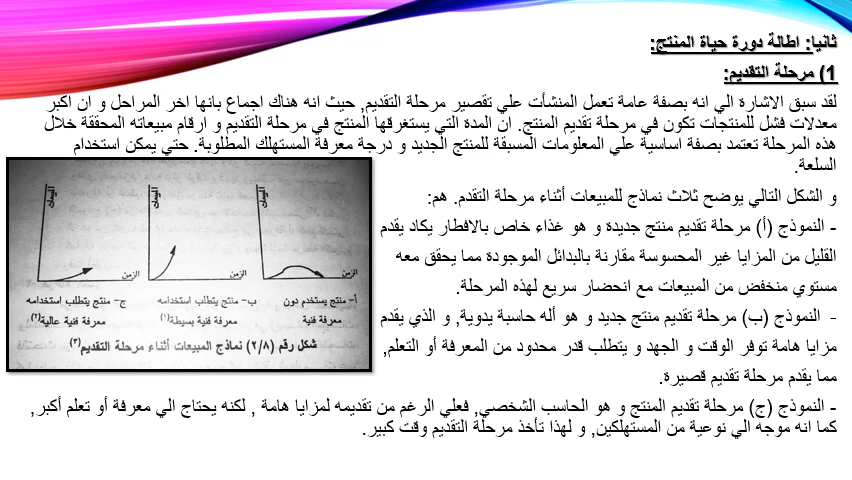 ثانيا: اطالة دورة حياة المنتج:
1) مرحلة التقديم:
لقد سبق الاشارة الي انه بصفة عامة تعمل المنشأت علي تقصير مرحلة التقديم, حيث انه هناك اجماع بانها اخر المراحل و ان اكبر
معدلات فشل للمنتجات تكون في مرحلة تقديم المنتج. ان المدة التي يستغرقها المنتج في مرحلة التقديم و ارقام مبيعاته المحققة خلال
هذه المرحلة تعتمد بصفة اساسية علي المعلومات المسبقة للمنتج الجديد و درجة معرفة المستهلك المطلوبة. حتي يمكن استخدام
السلعة.
و الشكل التالي يوضح ثلاث نماذج للمبيعات أثناء مرحلة التقدم. هم:
- النموذج (أ) مرحلة تقديم منتج جديدة و هو غذاء خاص بالافطار يكاد يقدم
القليل من المزايا غير المحسوسة مقارنة بالبدائل الموجودة مما يحقق معه
مستوي منخفض من المبيعات مع انحضار سريع لهذه المرحلة.
- النموذج (ب) مرحلة تقديم منتج جديد و هو أله حاسبة يدوية, و الذي يقدم
مزايا هامة توفر الوقت و الجهد و يتطلب قدر محدود من المعرفة أو التعلم,
مما يقدم مرحلة تقديم قصيرة.
- النموذج (ج) مرحلة تقديم المنتج و هو الحاسب الشخصي, فعلي الرغم من تقديمه لمزايا هامة , لكنه يحتاج الي معرفة أو تعلم أكبر,
كما انه موجه الي نوعية من المستهلكين, و لهذا تأخذ مرحلة التقديم وقت كبير.
المبيعات
المبيعات
المبيعات
الزمن
الزمن
الزمن
أ- منتج يستخدم دون
معرفة فنية
ب- منتج يتطلب استخدامه
معرفة فنية بسيطة(١)
ج- منتج يتطلب استخدامه
معرفة فنية عالية(٢)
شكل رقم (٢/٨) نماذج المبيعات أثناء مرحلة التقديم(٣)